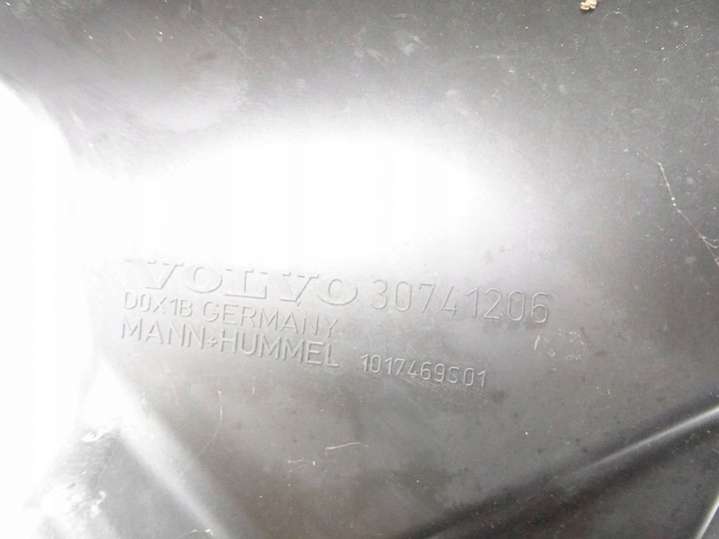 VOLVO 30741206
D0X1B GERMANY
MANN+HUMMEL 1017469S01